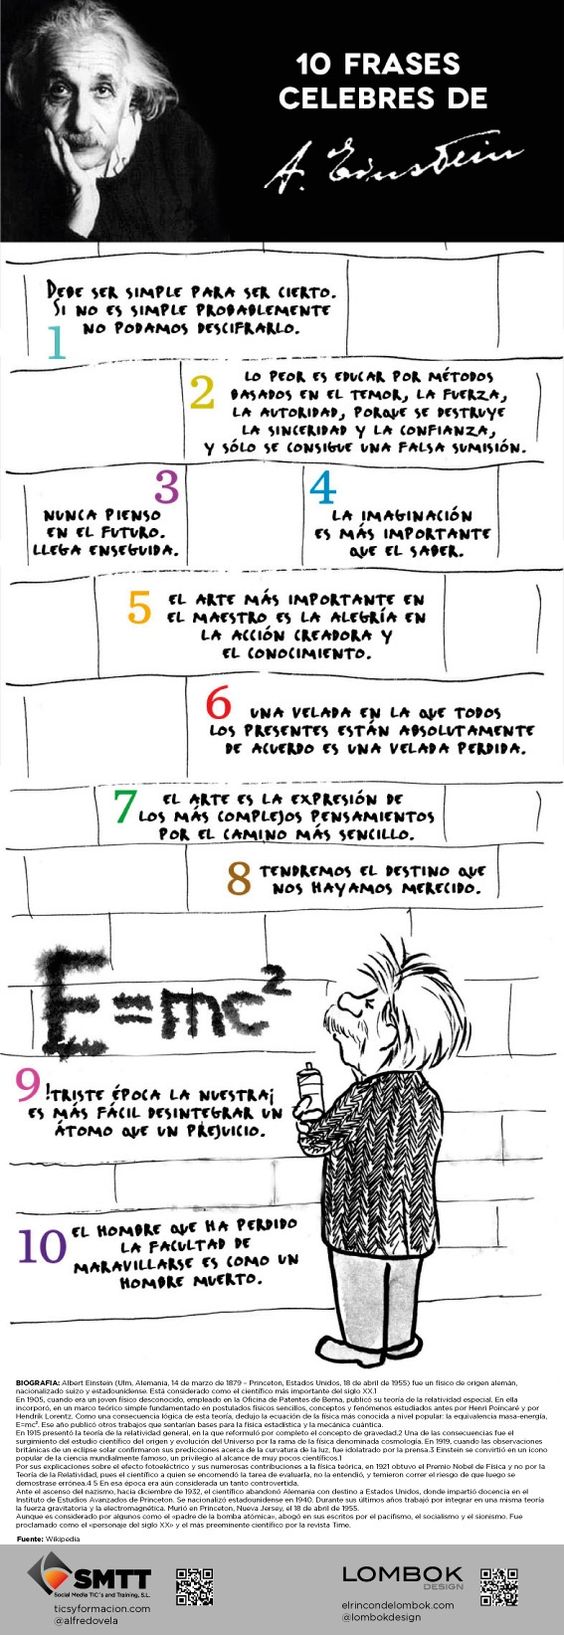 10 FRASES
CELEBRES DE
A. Einstein
DEBE SER SIMPLE PARA SER CIERTO.
SI NO ES SIMPLE PROBABLEMENTE
NO PODAMOS DESCIFRARLO.
1
2
LO PEOR ES EDUCAR POR MÉTODOS
BASADOS EN EL TEMOR, LA FUERZA,
LA AUTORIDAD, PORQUE SE DESTRUYE
LA SINCERIDAD Y LA CONFIANZA,
Y SÓLO SE CONSIGUE UNA FALSA SUMISIÓN.
3
NUNCA PIENSO
EN EL FUTURO.
LLEGA ENSEGUIDA.
4
LA IMAGINACIÓN
ES MÁS IMPORTANTE
QUE EL SABER.
5
EL ARTE MÁS IMPORTANTE EN
EL MAESTRO ES LA ALEGRÍA EN
LA ACCIÓN CREADORA Y
EL CONOCIMIENTO.
6
UNA VELADA EN LA QUE TODOS
LOS PRESENTES ESTÁN ABSOLUTAMENTE
DE ACUERDO ES UNA VELADA PERDIDA.
7
EL ARTE ES LA EXPRESIÓN DE
LOS MÁS COMPLEJOS PENSAMIENTOS
POR EL CAMINO MÁS SENCILLO.
8
TENDREMOS EL DESTINO QUE
NOS HAYAMOS MERECIDO.
E=mc²
9
!TRISTE ÉPOCA LA NUESTRA¡
ES MÁS FÁCIL DESINTEGRAR UN
ÁTOMO QUE UN PREJUICIO.
10
EL HOMBRE QUE HA PERDIDO
LA FACULTAD DE
MARAVILLARSE ES COMO UN
HOMBRE MUERTO.
BIOGRAFIA: Albert Einstein (Ulm, Alemania, 14 de marzo de 1879 – Princeton, Estados Unidos, 18 de abril de 1955) fue un físico de origen alemán,
nacionalizado suizo y estadounidense. Está considerado como el científico más importante del siglo XX.1
En 1905, cuando era un joven físico desconocido, empleado en la Oficina de Patentes de Berna, publicó su teoría de la relatividad especial. En ella
incorporó, en un marco teórico simple fundamentado en postulados físicos sencillos, conceptos y fenómenos estudiados antes por Henri Poincaré y por
Hendrik Lorentz. Como una consecuencia lógica de esta teoría, dedujo la ecuación de la física más conocida a nivel popular: la equivalencia masa-energía,
E=mc². Ese año publicó otros trabajos que sentarían bases para la física estadística y la mecánica cuántica.
En 1915 presentó la teoría de la relatividad general, en la que reformuló por completo el concepto de gravedad.2 Una de las consecuencias fue el
surgimiento del estudio científico del origen y evolución del Universo por la rama de la física denominada cosmología. En 1919, cuando las observaciones
británicas de un eclipse solar confirmaron sus predicciones acerca de la curvatura de la luz, fue idolatrado por la prensa.3 Einstein se convirtió en un icono
popular de la ciencia mundialmente famoso, un privilegio al alcance de muy pocos científicos.1
Por sus explicaciones sobre el efecto fotoeléctrico y sus numerosas contribuciones a la física teórica, en 1921 obtuvo el Premio Nobel de Física y no por la
Teoría de la Relatividad, pues el científico a quien se encomendó la tarea de evaluarla, no la entendió, y temieron correr el riesgo de que luego se
demostrase errónea.4 5 En esa época era aún considerada un tanto controvertida.
Ante el ascenso del nazismo, hacia diciembre de 1932, el científico abandonó Alemania con destino a Estados Unidos, donde impartió docencia en el
Instituto de Estudios Avanzados de Princeton. Se nacionalizó estadounidense en 1940. Durante sus últimos años trabajó por integrar en una misma teoría
la fuerza gravitatoria y la electromagnética. Murió en Princeton, Nueva Jersey, el 18 de abril de 1955.
Aunque es considerado por algunos como el «padre de la bomba atómica», abogó en sus escritos por el pacifismo, el socialismo y el sionismo. Fue
proclamado como el «personaje del siglo XX» y el más preeminente científico por la revista Time.
Fuente: Wikipedia
SMTT
Social Media TIC´s and Training, S.L.
ticsyformacion.com
@alfredovela
LOMBOK
DESIGN
elrincondelombok.com
@lombokdesign